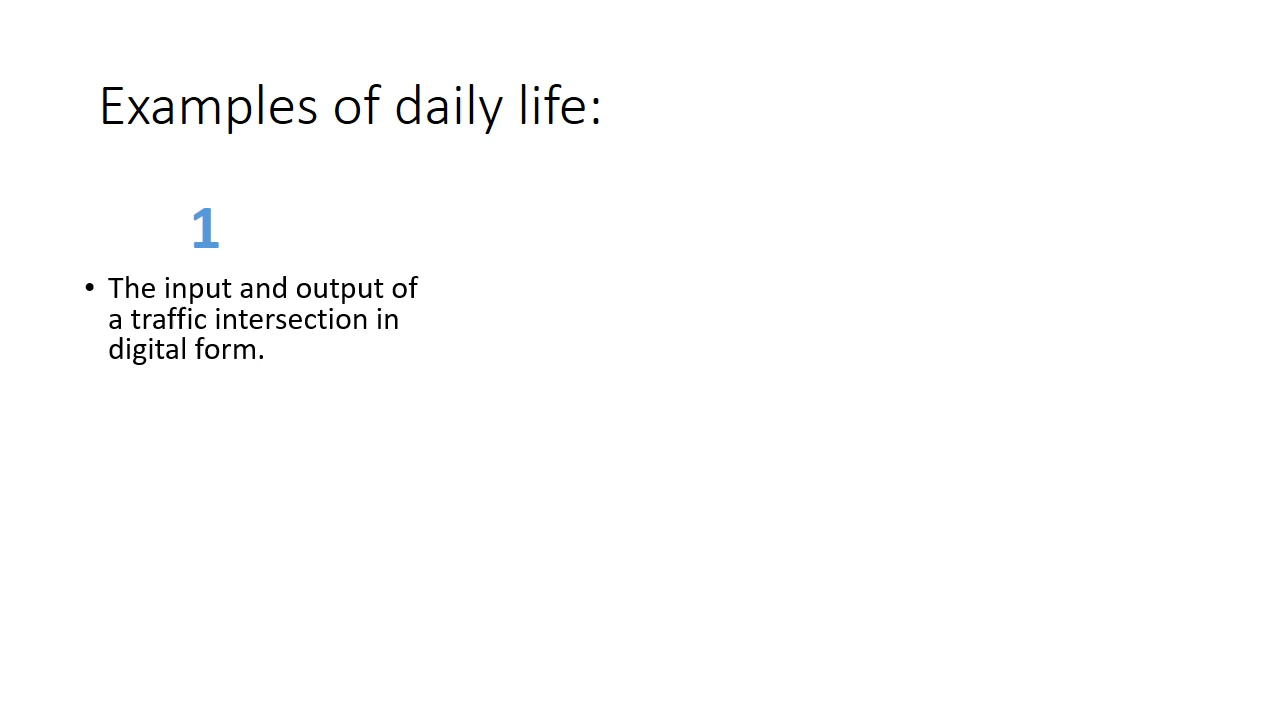 Examples of daily life:
1
• The input and output of
a traffic intersection in
digital form.